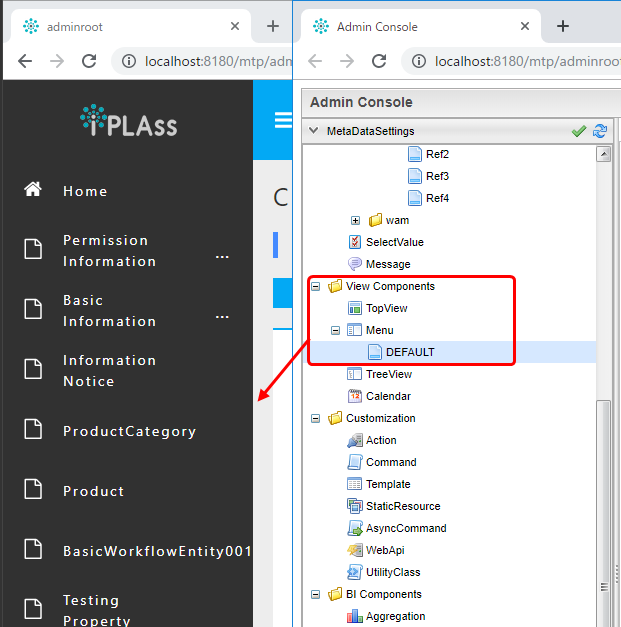 adminroot
localhost:8180/mtp/adm
iPLAss
Home
Permission
Information
...
Basic
Information
...
Information
Notice
ProductCategory
Product
BasicWorkflowEntity001
Testing
Property
C
Admin Console
localhost:8180/mtp/adminroot
Admin Console
MetaDataSettings
Ref2
Ref3
Ref4
wam
SelectValue
Message
View Components
TopView
Menu
DEFAULT
TreeView
Calendar
Customization
Action
Command
Template
StaticResource
AsyncCommand
WebApi
UtilityClass
BI Components
Aggregation